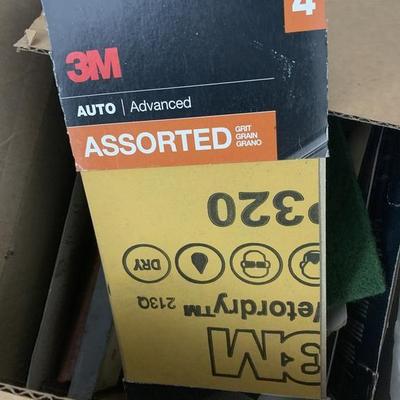 4
3M
AUTO | Advanced
ASSORTED
GRIT
GRAIN
GRANO
P320
DRY
Wetordry™ 213Q
3M